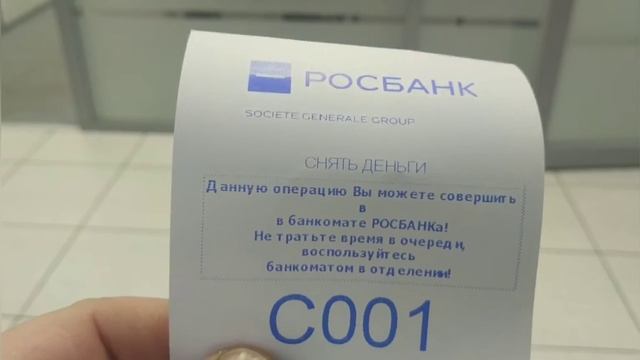 РОСБАНК
SOCIETE GENERALE GROUP
СНЯТЬ ДЕНЬГИ
Данную операцию Вы можете совершить
в
в банкомате РОСБАНКа!
Не тратьте время в очереди,
воспользуйтесь
банкоматом в отделении!
C001